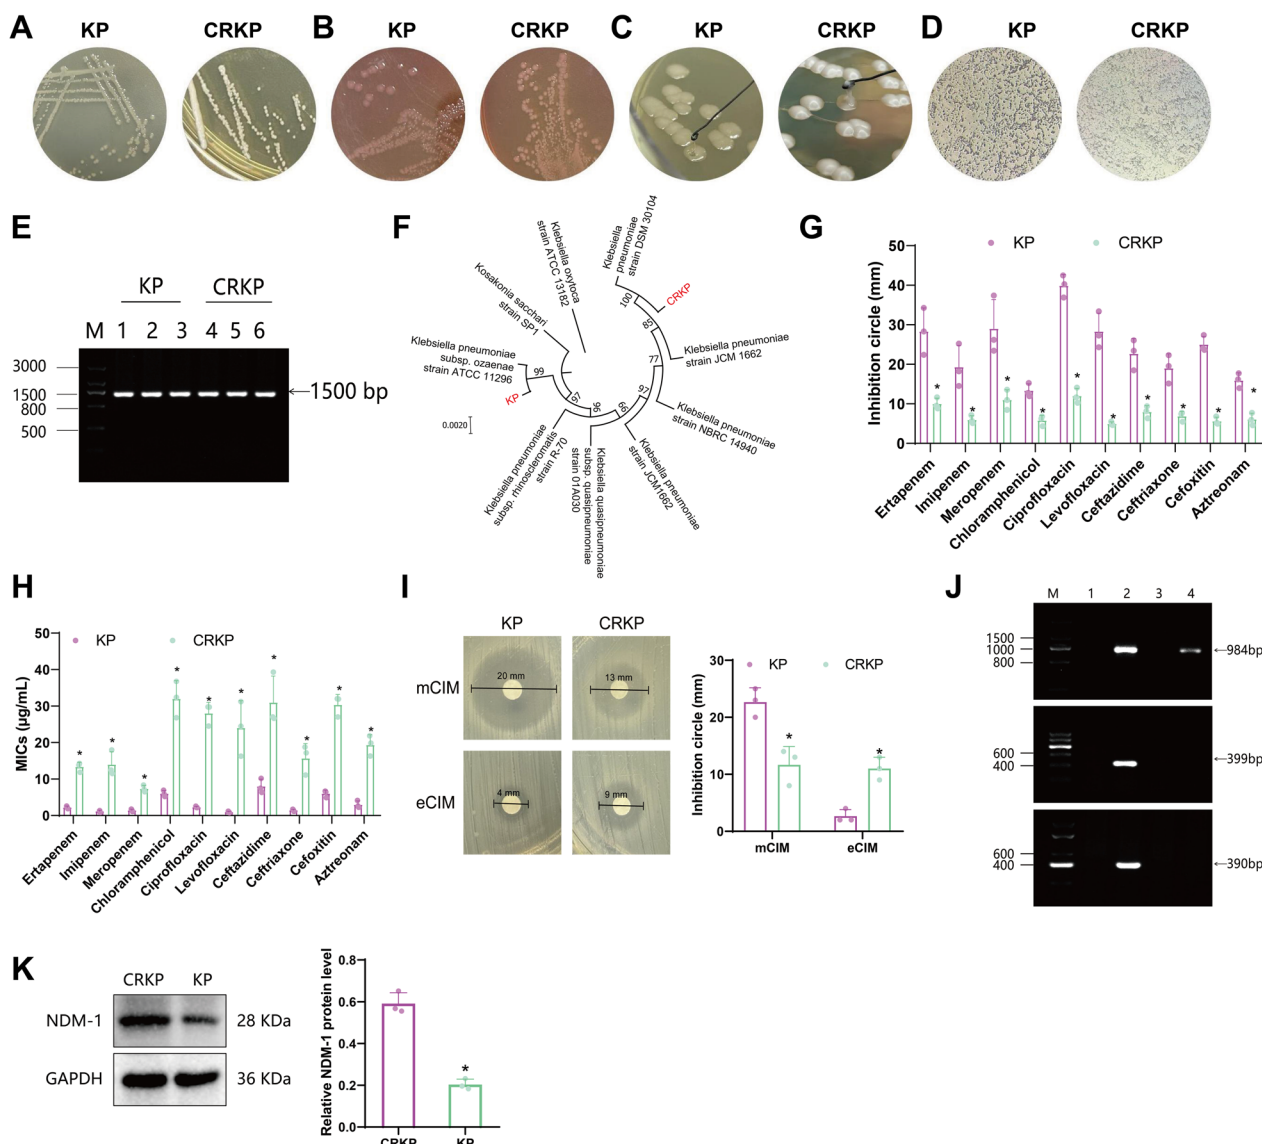 A
KP
CRKP
B
KP
CRKP
C
KP
CRKP
D
KP
CRKP
E
KP
CRKP
M
1
2
3
4
5
6
3000
1500
800
500
1500 bp
F
Klebsiella oxytoca
strain ATCC 13182
Kosakonia sacchari
strain SP1
Klebsiella pneumoniae
subsp. ozaenae
strain ATCC 11296
KP
Klebsiella pneumoniae
subsp. rhinoscleromatis
strain R-70
Klebsiella quasipneumoniae
subsp. quasipneumoniae
strain 01A030
Klebsiella pneumoniae
strain JCM1662
Klebsiella pneumoniae
strain NBRC 14940
Klebsiella pneumoniae
strain JCM 1662
CRKP
Klebsiella
pneumoniae
strain DSM 30104
100
85
77
97
66
96
97
99
0.0020
G
KP
CRKP
Inhibition circle (mm)
50
40
30
20
10
0
* * * * * * * * * *
Ertapenem
Imipenem
Meropenem
Chloramphenicol
Ciprofloxacin
Levofloxacin
Ceftazidime
Ceftriaxone
Cefoxitin
Aztreonam
H
KP
CRKP
MICs (μg/mL)
50
40
30
20
10
0
* * * * * * * * * *
Ertapenem
Imipenem
Meropenem
Chloramphenicol
Ciprofloxacin
Levofloxacin
Ceftazidime
Ceftriaxone
Cefoxitin
Aztreonam
I
KP
CRKP
mCIM
20 mm
13 mm
eCIM
4 mm
9 mm
KP
CRKP
Inhibition circle (mm)
30
20
10
0
* *
mCIM
eCIM
J
M
1
2
3
4
1500
1000
800
984bp
600
400
399bp
600
400
390bp
K
CRKP
KP
NDM-1
28 KDa
GAPDH
36 KDa
Relative NDM-1 protein level
0.8
0.6
0.4
0.2
0.0
*
CRKP
KP